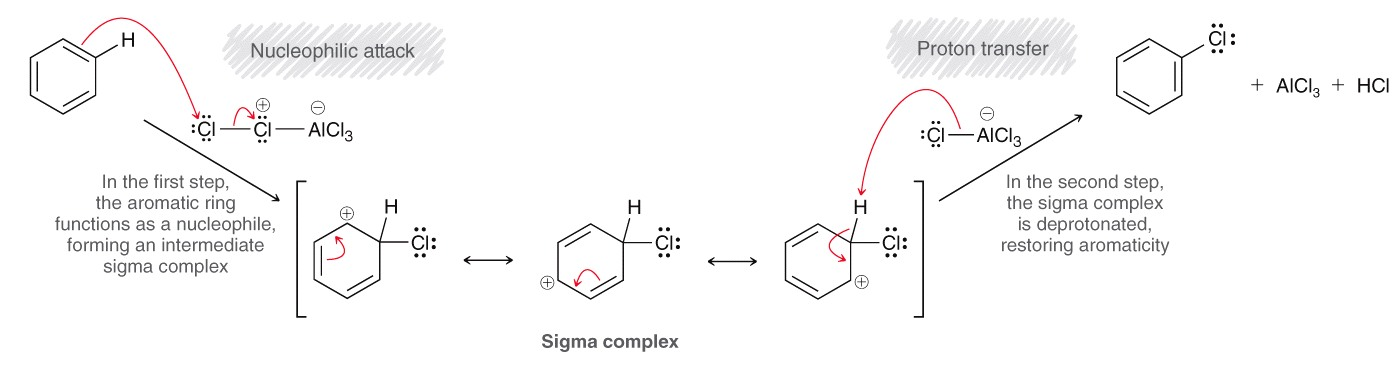 H
Nucleophilic attack
⊕ ⊖
:Cl — Cl — AlCl₃
In the first step,
the aromatic ring
functions as a nucleophile,
forming an intermediate
sigma complex
⊕
H
Cl:
H
Cl:
⊕
Sigma complex
Proton transfer
⊖
:Cl — AlCl₃
H
Cl:
⊕
In the second step,
the sigma complex
is deprotonated,
restoring aromaticity
Cl:
+ AlCl₃ + HCl